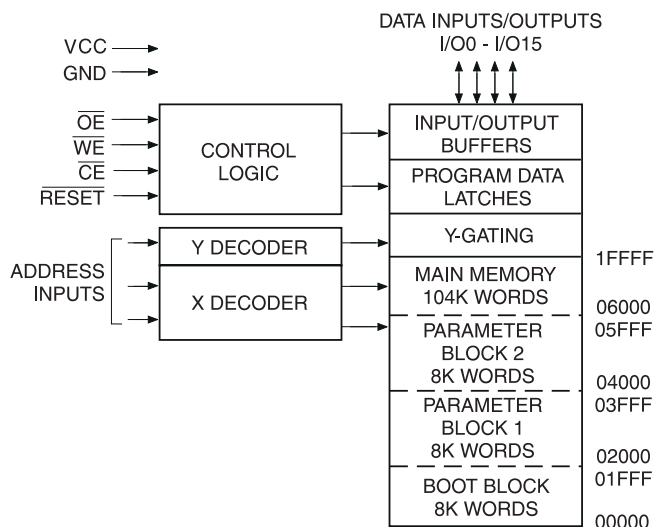 DATA INPUTS/OUTPUTS
I/O0 - I/O15
VCC
GND
OE
WE
CE
RESET
CONTROL
LOGIC
INPUT/OUTPUT
BUFFERS
PROGRAM DATA
LATCHES
Y-GATING
ADDRESS
INPUTS
Y DECODER
X DECODER
1FFFF
MAIN MEMORY
104K WORDS
06000
05FFF
PARAMETER
BLOCK 2
8K WORDS
04000
03FFF
PARAMETER
BLOCK 1
8K WORDS
02000
01FFF
BOOT BLOCK
8K WORDS
00000